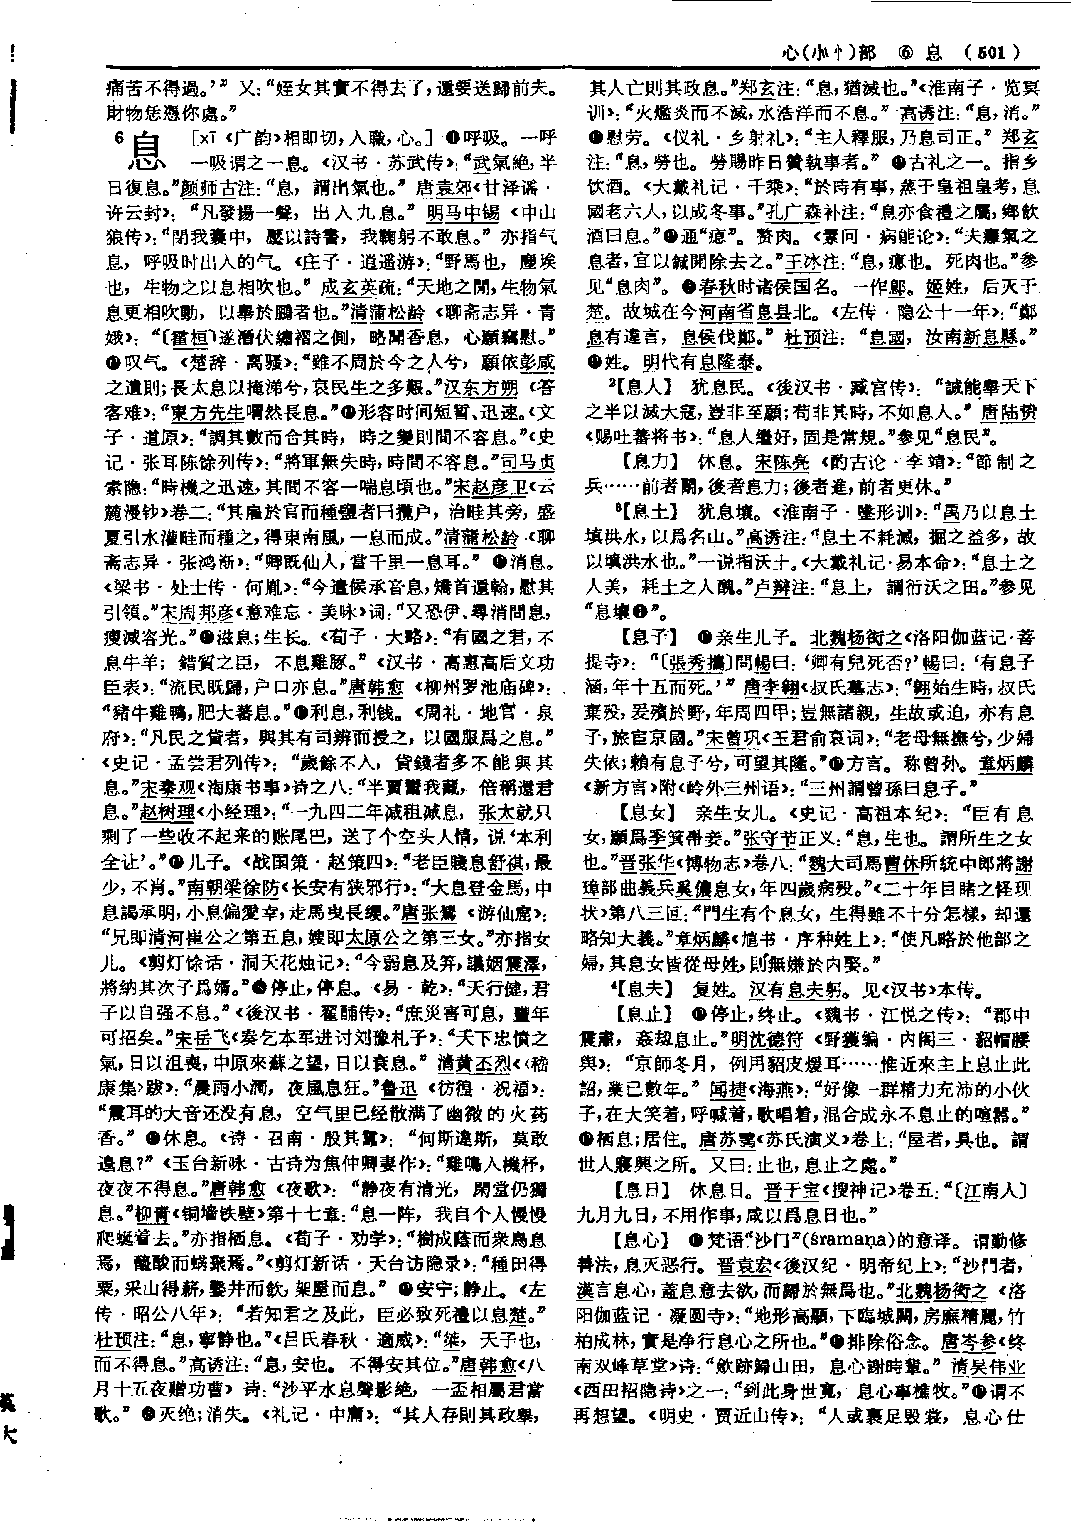 心(小忄)部 ⑥ 息 (501)
痛苦不得過。’”又：“姪女其實不得去了，還要送歸前夫。
財物恁憑你處。”
6息 [xī《广韵》相即切，入職，心。] ❶呼吸。一呼
一吸谓之一息。《汉书·苏武传》：“武氣絶，半
日復息。”颜师古注：“息，謂出氣也。”唐袁郊《甘泽谣·
许云封》：“凡發揚一聲，出入九息。”明马中锡《中山
狼传》：“閉我囊中，壓以詩書，我鞠躬不敢息。”亦指气
息，呼吸时出入的气。《庄子·逍遥游》：“野馬也，塵埃
也，生物之以息相吹也。”成玄英疏：“天地之間，生物氣
息更相吹動，以舉於鵬者也。”清蒲松龄《聊斋志异·青
娥》：“〔霍桓〕遂潛伏繡褶之側，略聞香息，心願竊慰。”
❷叹气。《楚辞·离骚》：“雖不周於今之人兮，願依彭咸
之遺則；長太息以掩涕兮，哀民生之多艱。”汉东方朔《答
客难》：“東方先生喟然長息。”❸形容时间短暂、迅速。《文
子·道原》：“調其數而合其時，時之變則間不容息。”《史
记·张耳陈馀列传》：“將軍無失時，時間不容息。”司马贞
索隐：“時機之迅速，其間不容一喘息頃也。”宋赵彦卫《云
麓漫钞》卷二：“其雇於官而種鹽者曰攬户，治畦其旁，盛
夏引水灌畦而種之，得東南風，一息而成。”清蒲松龄《聊
斋志异·张鸿渐》：“卿既仙人，當千里一息耳。”❹消息。
《梁书·处士传·何胤》：“今遣候承音息，矯首還翰，慰其
引領。”宋周邦彦《意难忘·美咏》词：“又恐伊、尋消問息，
瘦減容光。”❺滋息；生长。《荀子·大略》：“有國之君，不
息牛羊；錯質之臣，不息雞豚。”《汉书·高惠高后文功
臣表》：“流民既歸，户口亦息。”唐韩愈《柳州罗池庙碑》：
“豬牛雞鴨，肥大蕃息。”❻利息，利钱。《周礼·地官·泉
府》：“凡民之貸者，與其有司辨而授之，以國服爲之息。”
《史记·孟尝君列传》：“歲餘不入，貸錢者多不能與其
息。”宋秦观《海康书事》诗之八：“半賈鬻我藏，倍稱還君
息。”赵树理《小经理》：“一九四二年减租减息，张太就只
剩了一些收不起来的账尾巴，送了个空头人情，说‘本利
全让’。”❼儿子。《战国策·赵策四》：“老臣賤息舒祺，最
少，不肖。”南朝梁徐防《长安有狭邪行》：“大息登金馬，中
息謁承明，小息偏愛幸，走馬曳長纓。”唐张鷟《游仙窟》：
“兄即清河崔公之第五息，嫂即太原公之第三女。”亦指女
儿。《剪灯馀话·洞天花烛记》：“今弱息及笄，議姻震澤，
將納其次子爲婿。”❽停止，停息。《易·乾》：“天行健，君
子以自强不息。”《後汉书·翟酺传》：“庶災害可息，豐年
可招矣。”宋岳飞《奏乞本军进讨刘豫札子》：“天下忠憤之
氣，日以沮喪，中原來蘇之望，日以衰息。”清黄丕烈《〈嵇
康集〉跋》：“晨雨小潤，夜風息狂。”鲁迅《彷徨·祝福》：
“震耳的大音还没有息，空气里已经散满了幽微的火药
香。”❾休息。《诗·召南·殷其靁》：“何斯違斯，莫敢
遑息？”《玉台新咏·古诗为焦仲卿妻作》：“雞鳴入機杼，
夜夜不得息。”唐韩愈《夜歌》：“静夜有清光，閑堂仍獨
息。”柳青《铜墙铁壁》第十七章：“息一阵，我自个人慢慢
爬蜒着去。”亦指栖息。《荀子·劝学》：“樹成蔭而衆鳥息
焉，醯酸而蜹聚焉。”《剪灯新话·天台访隐录》：“種田得
粟，采山得薪，鑿井而飲，架屋而息。”❿安宁；静止。《左
传·昭公八年》：“若知君之及此，臣必致死禮以息楚。”
杜预注：“息，寧静也。”《吕氏春秋·適威》：“桀，天子也，
而不得息。”高诱注：“息，安也。不得安其位。”唐韩愈《八
月十五夜赠功曹》诗：“沙平水息聲影絶，一盃相屬君當
歌。”⓫灭绝；消失。《礼记·中庸》：“其人存則其政舉，
其人亡則其政息。”郑玄注：“息，猶滅也。”《淮南子·览冥
训》：“火爁炎而不滅，水浩洋而不息。”高诱注：“息，消。”
⓬慰劳。《仪礼·乡射礼》：“主人釋服，乃息司正。”郑玄
注：“息，勞也。勞賜昨日贊執事者。”⓭古礼之一。指乡
饮酒。《大戴礼记·千乘》：“於時有事，蒸于皇祖皇考，息
國老六人，以成冬事。”孔广森补注：“息亦食禮之屬，鄉飲
酒曰息。”⓮通“瘜”。赘肉。《素问·病能论》：“夫癰氣之
息者，宜以鍼開除去之。”王冰注：“息，瘜也。死肉也。”参
见“息肉”。⓯春秋时诸侯国名。一作鄎。姬姓，后灭于
楚。故城在今河南省息县北。《左传·隐公十一年》：“鄭
息有違言，息侯伐鄭。”杜预注：“息國，汝南新息縣。”
⓰姓。明代有息隆泰。
²【息人】 犹息民。《後汉书·臧宫传》：“誠能舉天下
之半以滅大寇，豈非至願；苟非其時，不如息人。”唐陆贽
《赐吐蕃将书》：“息人繼好，固是常規。”参见“息民”。
【息力】 休息。宋陈亮《酌古论·李靖》：“節制之
兵……前者鬭，後者息力；後者進，前者更休。”
³【息土】 犹息壤。《淮南子·墬形训》：“禹乃以息土
填洪水，以爲名山。”高诱注：“息土不耗減，掘之益多，故
以填洪水也。”一说指沃土。《大戴礼记·易本命》：“息土之
人美，耗土之人醜。”卢辩注：“息土，謂衍沃之田。”参见
“息壤❶”。
【息子】 ❶亲生儿子。北魏杨衒之《洛阳伽蓝记·菩
提寺》：“〔張秀攜〕問暢曰：‘卿有兒死否？’暢曰：‘有息子
涵，年十五而死。’”唐李翱《叔氏墓志》：“翱始生時，叔氏
棄殁，爰殯於野，年周四甲；豈無諸親，生故或迫，亦有息
子，旅宦京國。”宋曾巩《王君俞哀词》：“老母無撫兮，少婦
失依；賴有息子兮，可望其隆。”❷方言。称曾孙。章炳麟
《新方言》附《岭外三州语》：“三州謂曾孫曰息子。”
【息女】 亲生女儿。《史记·高祖本纪》：“臣有息
女，願爲季箕帚妾。”张守节正义：“息，生也。謂所生之女
也。”晋张华《博物志》卷八：“魏大司馬曹休所統中郎將謝
璋部曲義兵奚儂息女，年四歲病殁。”《二十年目睹之怪现
状》第八三回：“門生有个息女，生得雖不十分怎樣，却還
略知大義。”章炳麟《訄书·序种姓上》：“使凡略於他部之
婦，其息女皆從母姓，則無嫌於内娶。”
⁴【息夫】 复姓。汉有息夫躬。见《汉书》本传。
【息止】 ❶停止，终止。《魏书·江悦之传》：“郡中
震肅，姦劫息止。”明沈德符《野獲编·内阁三·貂帽腰
舆》：“京師冬月，例用貂皮煖耳……惟近來主上息止此
詔，業已數年。”闻捷《海燕》：“好像一群精力充沛的小伙
子，在大笑着，呼喊着，歌唱着，混合成永不息止的喧嚣。”
❷栖息；居住。唐苏鹗《苏氏演义》卷上：“屋者，具也。謂
世人寢興之所。又曰：止也，息止之處。”
【息日】 休息日。晋干宝《搜神记》卷五：“〔江南人〕
九月九日，不用作事，咸以爲息日也。”
【息心】 ❶梵语“沙门”(śramaṇa)的意译。谓勤修
善法，息灭恶行。晋袁宏《後汉纪·明帝纪上》：“沙門者，
漢言息心，蓋息意去欲，而歸於無爲也。”北魏杨衒之《洛
阳伽蓝记·凝圆寺》：“地形高顯，下臨城闕，房廡精麗，竹
柏成林，實是净行息心之所也。”❷排除俗念。唐岑参《终
南双峰草堂》诗：“斂跡歸山田，息心謝時輩。”清吴伟业
《西田招隐诗》之一：“到此身世寬，息心事樵牧。”❸谓不
再想望。《明史·贾近山传》：“人或裹足毁裳，息心仕